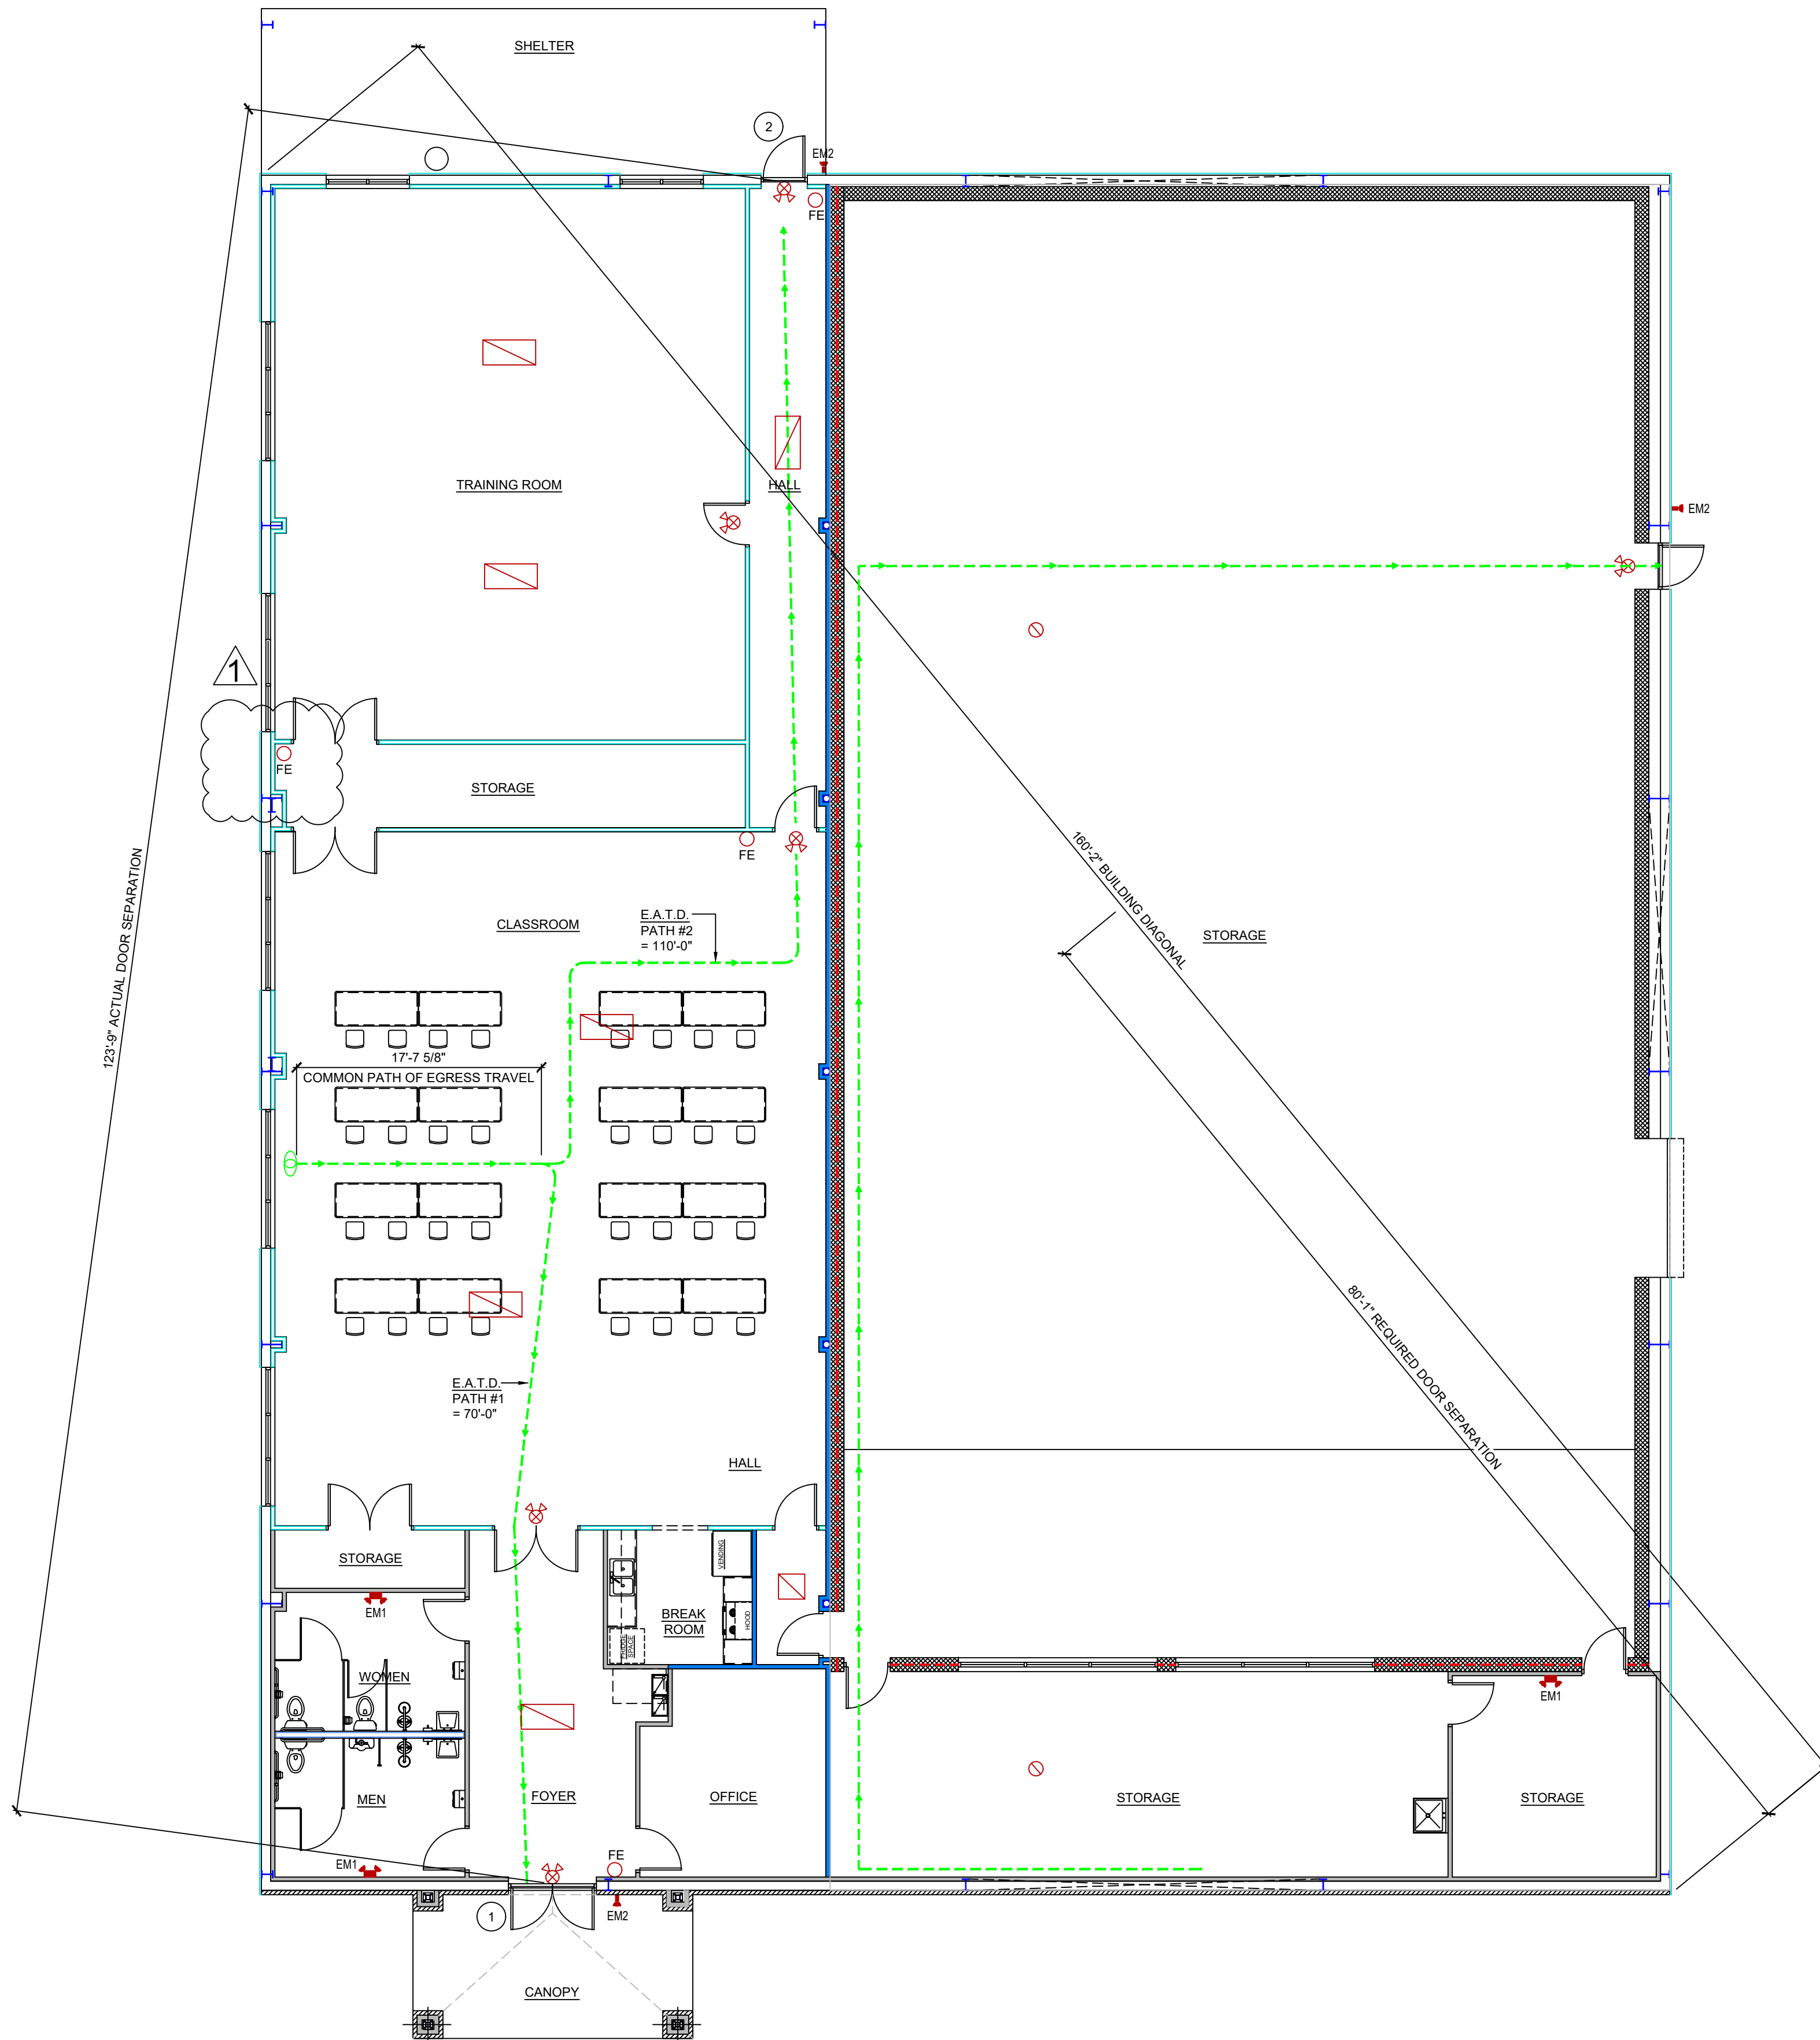 SHELTER
2
EM2
FE
TRAINING ROOM
HALL
EM2
1
FE
STORAGE
FE
160'-2" BUILDING DIAGONAL
123'-9" ACTUAL DOOR SEPARATION
CLASSROOM
E.A.T.D.
PATH #2
= 110'-0"
STORAGE
17'-7 5/8"
COMMON PATH OF EGRESS TRAVEL
80'-1" REQUIRED DOOR SEPARATION
E.A.T.D.
PATH #1
= 70'-0"
HALL
STORAGE
VENDING
EM1
BREAK
ROOM
HOOD
FRIDGE
SPACE
WOMEN
EM1
MEN
FOYER
OFFICE
STORAGE
STORAGE
EM1
FE
1
EM2
CANOPY